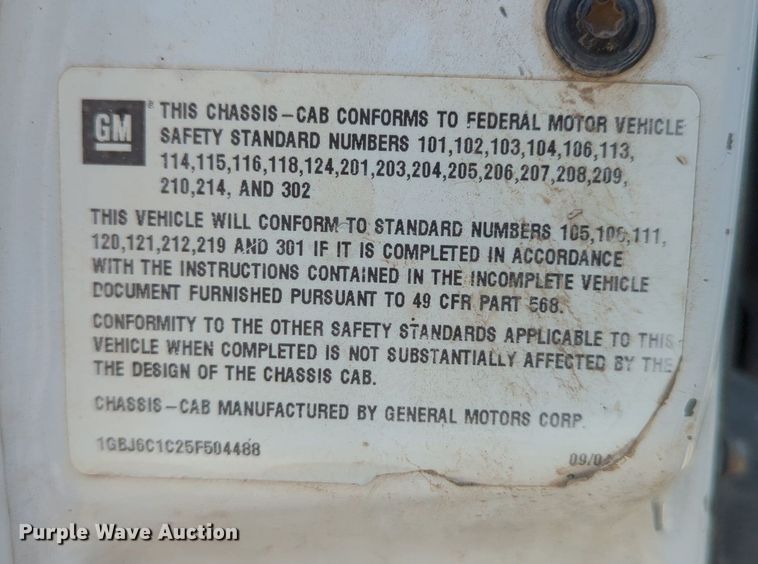 GM
® THIS CHASSIS-CAB CONFORMS TO FEDERAL MOTOR VEHICLE
SAFETY STANDARD NUMBERS 101,102,103,104,106,113,
114,115,116,118,124,201,203,204,205,206,207,208,209,
210,214, AND 302
THIS VEHICLE WILL CONFORM TO STANDARD NUMBERS 105,108,111,
120,121,212,219 AND 301 IF IT IS COMPLETED IN ACCORDANCE
WITH THE INSTRUCTIONS CONTAINED IN THE INCOMPLETE VEHICLE
DOCUMENT FURNISHED PURSUANT TO 49 CFR PART 568.
CONFORMITY TO THE OTHER SAFETY STANDARDS APPLICABLE TO THIS
VEHICLE WHEN COMPLETED IS NOT SUBSTANTIALLY AFFECTED BY THE
THE DESIGN OF THE CHASSIS CAB.
CHASSIS-CAB MANUFACTURED BY GENERAL MOTORS CORP.
1GBJ6C1C25F504488
09/04
Purple Wave Auction